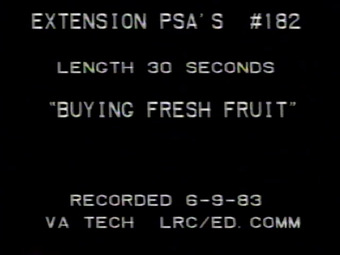 EXTENSION PSA'S #182
LENGTH 30 SECONDS
"BUYING FRESH FRUIT"
RECORDED 6-9-83
VA TECH LRC/ED. COMM